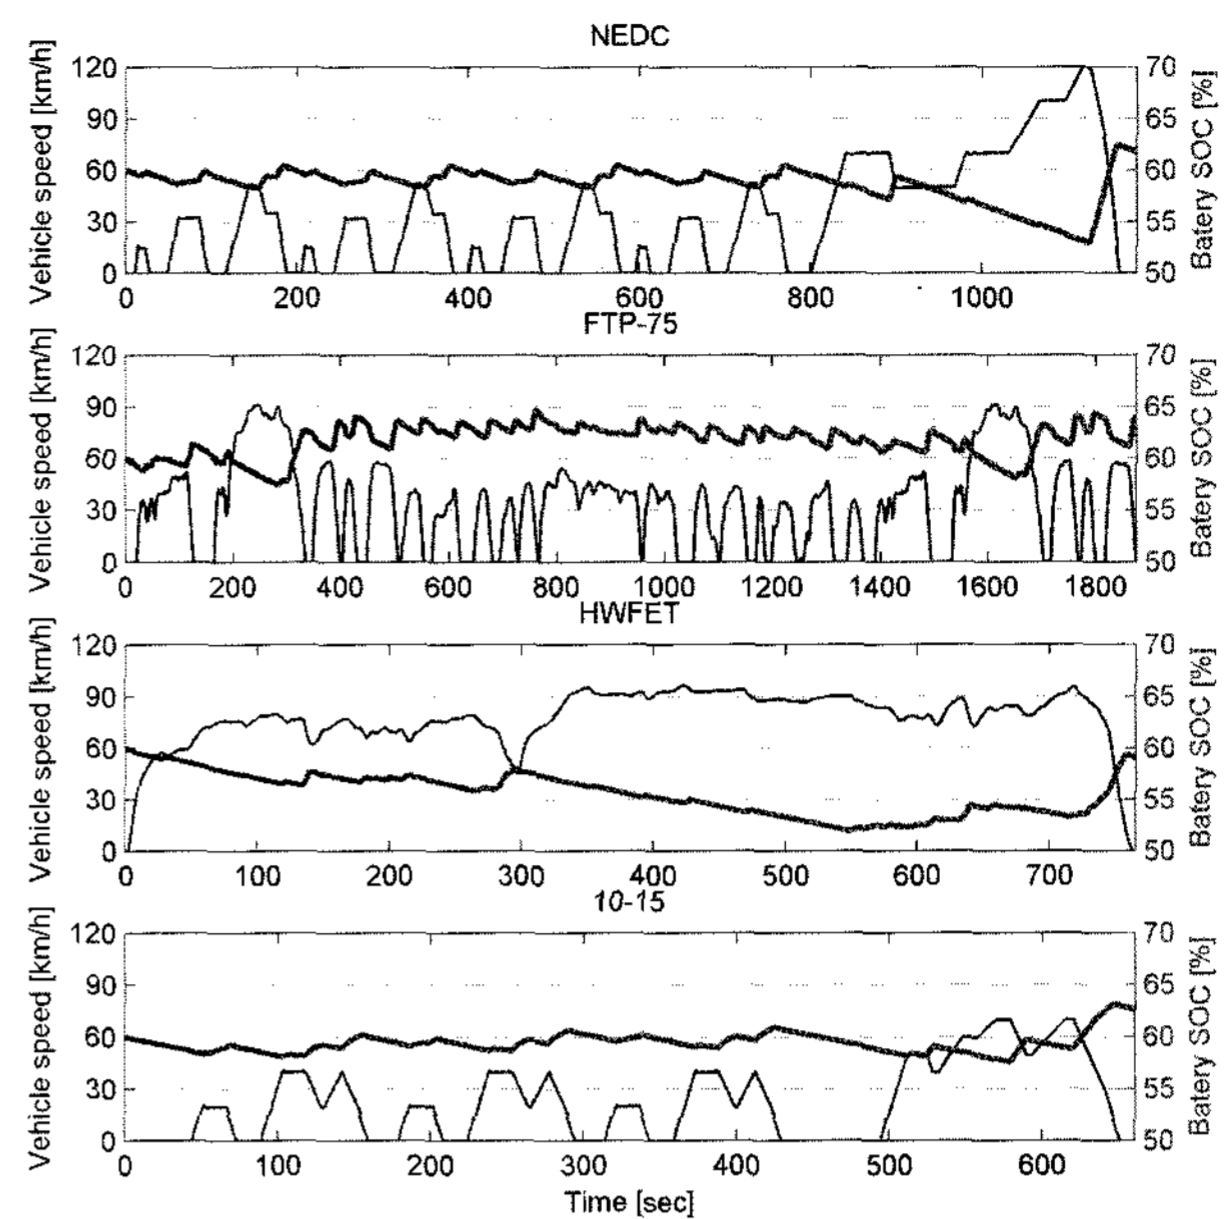 NEDC
Vehicle speed [km/h]
120
90
60
30
0
70
65
60
55
50
Batery SOC [%]
0 200 400 600 800 1000
FTP-75
Vehicle speed [km/h]
120
90
60
30
0
70
65
60
55
50
Batery SOC [%]
0 200 400 600 800 1000 1200 1400 1600 1800
HWFET
Vehicle speed [km/h]
120
90
60
30
0
70
65
60
55
50
Batery SOC [%]
0 100 200 300 400 500 600 700
10-15
Vehicle speed [km/h]
120
90
60
30
0
70
65
60
55
50
Batery SOC [%]
0 100 200 300 400 500 600
Time [sec]